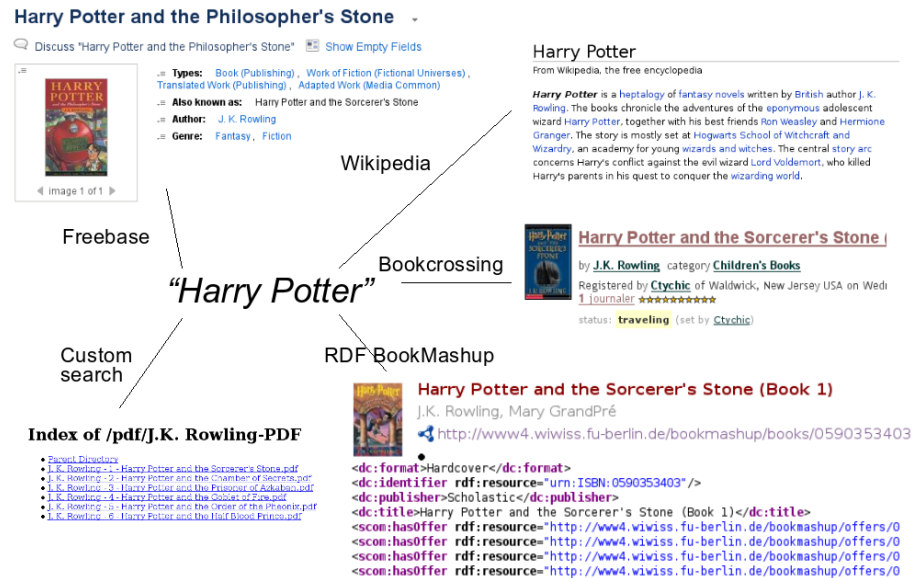 Harry Potter and the Philosopher's Stone
Discuss "Harry Potter and the Philosopher's Stone" Show Empty Fields
Types: Book (Publishing) , Work of Fiction (Fictional Universes) ,
Translated Work (Publishing) , Adapted Work (Media Common)
Also known as: Harry Potter and the Sorcerer's Stone
Author: J. K. Rowling
Genre: Fantasy , Fiction
HARRY
POTTER
image 1 of 1
Harry Potter
From Wikipedia, the free encyclopedia
Harry Potter is a heptalogy of fantasy novels written by British author J. K.
Rowling. The books chronicle the adventures of the eponymous adolescent
wizard Harry Potter, together with his best friends Ron Weasley and Hermione
Granger. The story is mostly set at Hogwarts School of Witchcraft and
Wizardry, an academy for young wizards and witches. The central story arc
concerns Harry's conflict against the evil wizard Lord Voldemort, who killed
Harry's parents in his quest to conquer the wizarding world.
Wikipedia
Freebase
Bookcrossing
“Harry Potter”
Harry Potter and the Sorcerer's Stone (
by J.K. Rowling category Children's Books
Registered by Ctychic of Waldwick, New Jersey USA on Wedn
1 journaler
status: traveling (set by Ctychic)
Custom
search
RDF BookMashup
Harry Potter and the Sorcerer's Stone (Book 1)
J.K. Rowling, Mary GrandPré
http://www4.wiwiss.fu-berlin.de/bookmashup/books/0590353403
<dc:format>Hardcover</dc:format>
<dc:identifier rdf:resource="urn:ISBN:0590353403"/>
<dc:publisher>Scholastic</dc:publisher>
<dc:title>Harry Potter and the Sorcerer's Stone (Book 1)</dc:title>
<scom:hasOffer rdf:resource="http://www4.wiwiss.fu-berlin.de/bookmashup/offers/0
<scom:hasOffer rdf:resource="http://www4.wiwiss.fu-berlin.de/bookmashup/offers/0
<scom:hasOffer rdf:resource="http://www4.wiwiss.fu-berlin.de/bookmashup/offers/0
<scom:hasOffer rdf:resource="http://www4.wiwiss.fu-berlin.de/bookmashup/offers/0
Index of /pdf/J.K. Rowling-PDF
Parent Directory
J. K. Rowling - 1 - Harry Potter and the Sorcerer's Stone.pdf
J. K. Rowling - 2 - Harry Potter and the Chamber of Secrets.pdf
J. K. Rowling - 3 - Harry Potter and the Prisoner of Azkaban.pdf
J. K. Rowling - 4 - Harry Potter and the Goblet of Fire.pdf
J. K. Rowling - 5 - Harry Potter and the Order of the Pheonix.pdf
J. K. Rowling - 6 - Harry Potter and the Half Blood Prince.pdf